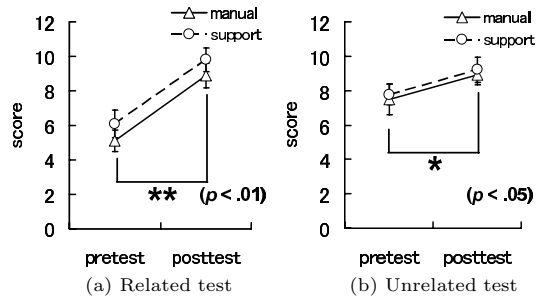 manual
support
score
12
10
8
6
4
2
0
** (p < .01)
pretest posttest
(a) Related test
manual
support
score
12
10
8
6
4
2
0
*
(p < .05)
pretest posttest
(b) Unrelated test